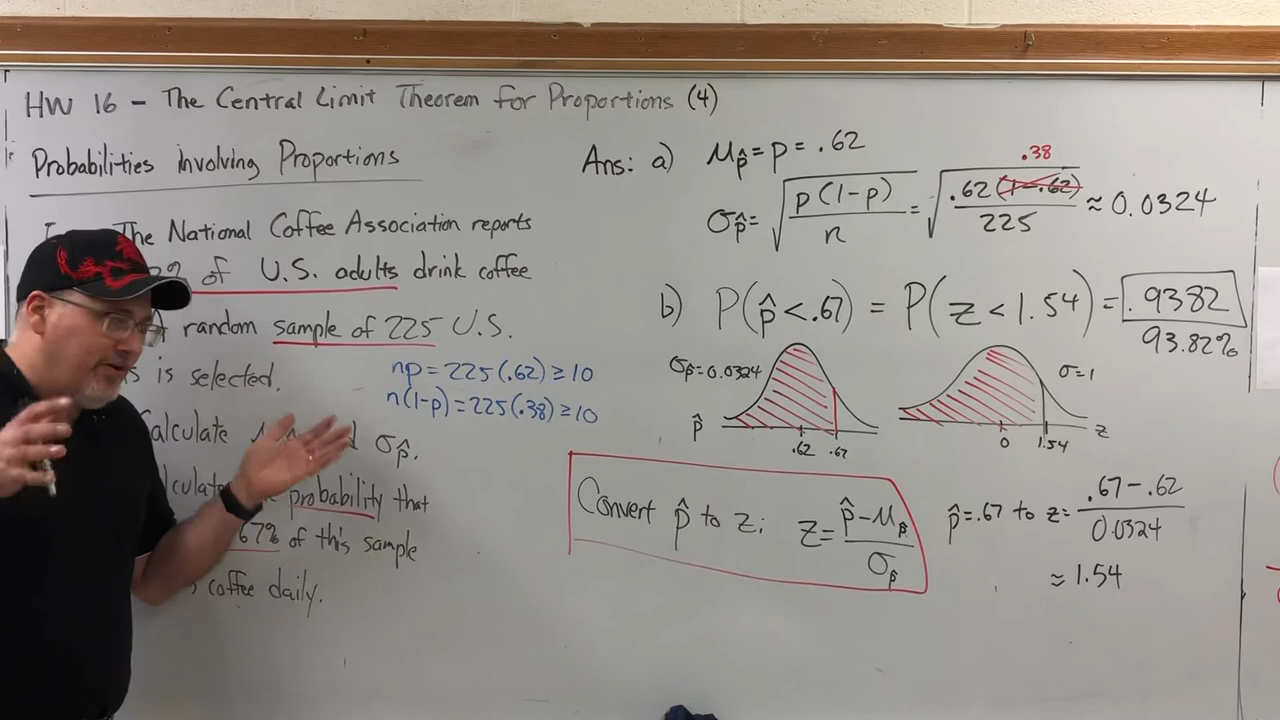 HW 16 - The Central Limit Theorem for Proportions (4)
Probabilities involving Proportions
The National Coffee Association reports
% of U.S. adults drink coffee
random sample of 225 U.S.
is selected.
np = 225(.62) ≥ 10
n(1-p) = 225(.38) ≥ 10
σp̂.
probability that
67% of this sample
coffee daily.
Ans: a) μp̂ = p = .62
σp̂ = √(p(1-p)/n) = √(.62(1-.62)/225) ≈ 0.0324
.38
b) P(p̂ < .67) = P(z < 1.54) = .9382
93.82%
σp̂ = 0.0324
σ = 1
p̂ .62 .67
0 1.54 z
Convert p̂ to z: z = (p̂ - μp̂)/σp̂
p̂ = .67 to z = (.67 - .62)/0.0324
≈ 1.54